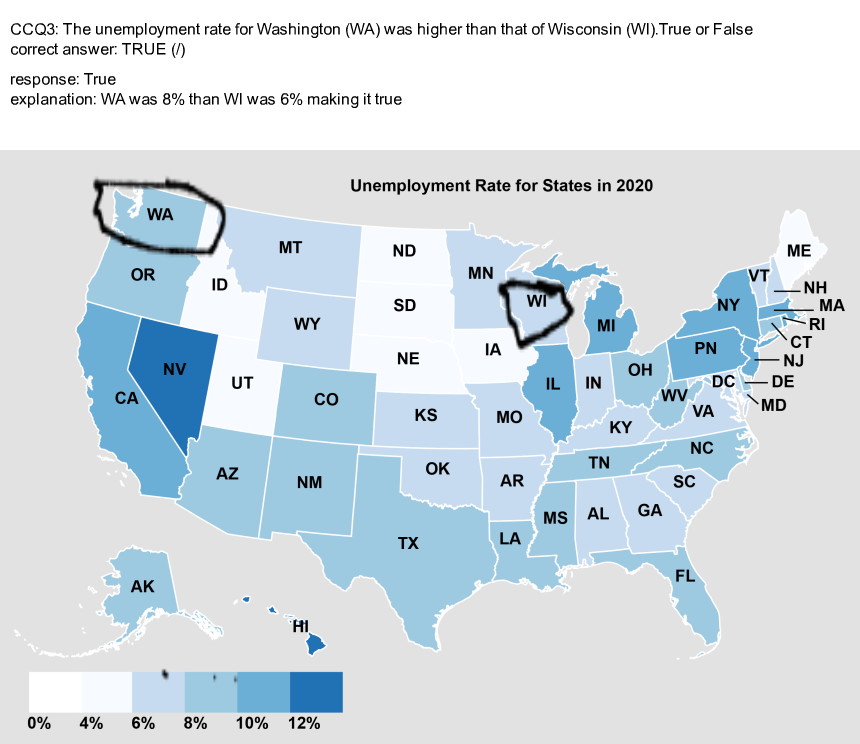 CCQ3: The unemployment rate for Washington (WA) was higher than that of Wisconsin (WI).True or False
correct answer: TRUE (/)
response: True
explanation: WA was 8% than WI was 6% making it true
Unemployment Rate for States in 2020
WA
MT
ND
ME
OR
ID
MN
VT
NH
SD
WI
NY
MA
WY
MI
RI
CT
NE
IA
PN
NJ
NV
UT
IL
IN
OH
DC
DE
CA
CO
WV
MD
KS
MO
VA
KY
NC
AZ
NM
OK
TN
AR
SC
MS
AL
GA
TX
LA
FL
AK
HI
0% 4% 6% 8% 10% 12%